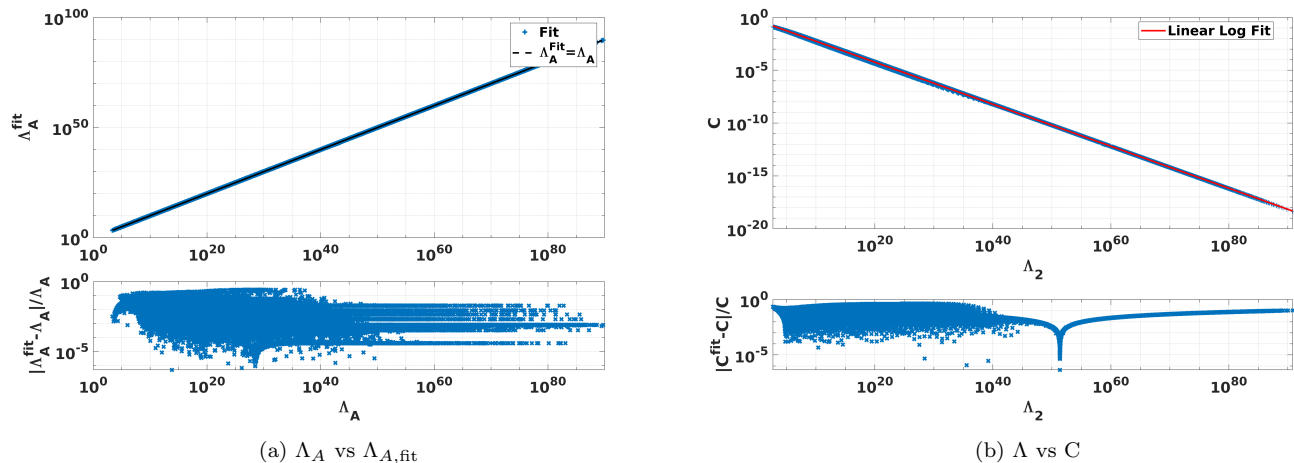 10^100
10^50
10^0
Λ_A^fit
+ Fit
-- Λ_A^Fit=Λ_A
10^0 10^20 10^40 10^60 10^80
10^0
10^-5
|Λ_A^fit-Λ_A|/Λ_A
10^0 10^20 10^40 10^60 10^80
Λ_A
(a) Λ_A vs Λ_A,fit
10^0
10^-5
10^-10
10^-15
10^-20
C
Linear Log Fit
10^20 10^40 10^60 10^80
Λ_2
10^0
10^-5
|C^fit-C|/C
10^20 10^40 10^60 10^80
Λ_2
(b) Λ vs C